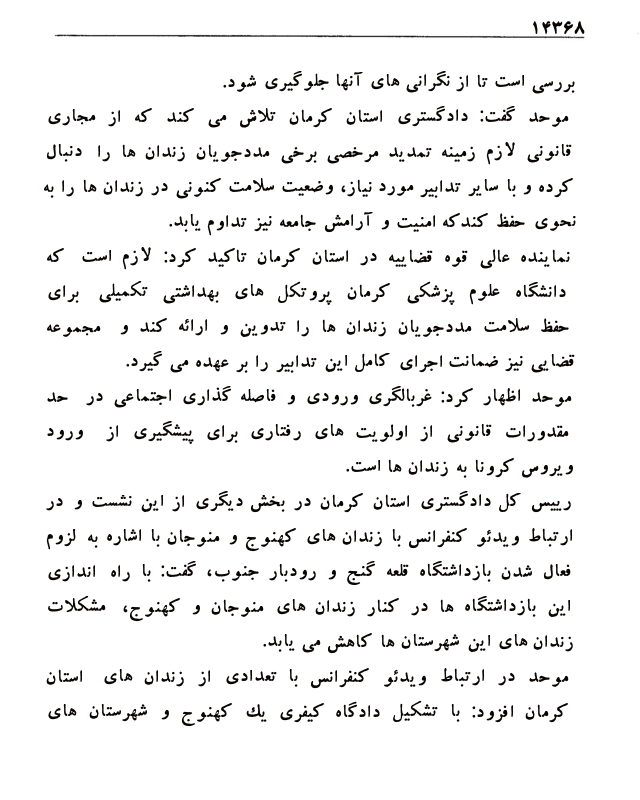 ۱۴۳۶۸
بررسی است تا از نگرانی های آنها جلوگیری شود.
موحد گفت: دادگستری استان کرمان تلاش می کند که از مجاری
قانونی لازم زمینه تمدید مرخصی برخی مددجویان زندان ها را دنبال
کرده و با سایر تدابیر مورد نیاز، وضعیت سلامت کنونی در زندان ها را به
نحوی حفظ کندکه امنیت و آرامش جامعه نیز تداوم یابد.
نماینده عالی قوه قضاییه در استان کرمان تاکید کرد: لازم است که
دانشگاه علوم پزشکی کرمان پروتکل های بهداشتی تکمیلی برای
حفظ سلامت مددجویان زندان ها را تدوین و ارائه کند و مجموعه
قضایی نیز ضمانت اجرای کامل این تدابیر را بر عهده می گیرد.
موحد اظهار کرد: غربالگری ورودی و فاصله گذاری اجتماعی در حد
مقدورات قانونی از اولویت های رفتاری برای پیشگیری از ورود
ویروس کرونا به زندان ها است.
رییس کل دادگستری استان کرمان در بخش دیگری از این نشست و در
ارتباط ویدئو کنفرانس با زندان های کهنوج و منوجان با اشاره به لزوم
فعال شدن بازداشتگاه قلعه گنج و رودبار جنوب، گفت: با راه اندازی
این بازداشتگاه ها در کنار زندان های منوجان و کهنوج، مشکلات
زندان های این شهرستان ها کاهش می یابد.
موحد در ارتباط ویدئو کنفرانس با تعدادی از زندان های استان
کرمان افزود: با تشکیل دادگاه کیفری یك کهنوج و شهرستان های